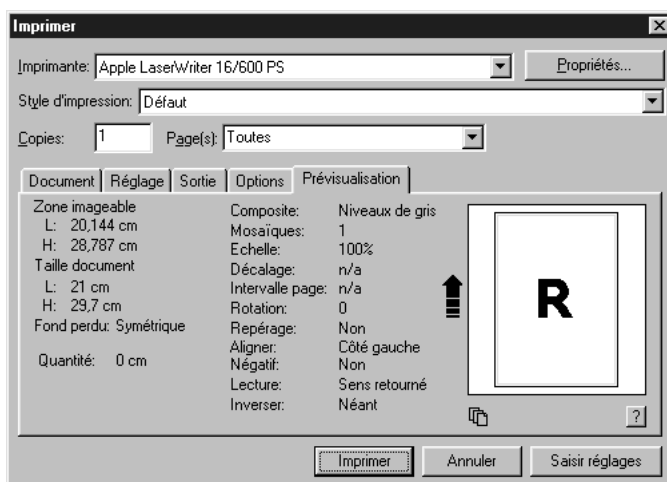 Imprimer
Imprimante: Apple LaserWriter 16/600 PS Propriétés...
Style d'impression: Défaut
Copies: 1 Page(s): Toutes
Document Réglage Sortie Options Prévisualisation
Zone imageable
L: 20,144 cm
H: 28,787 cm
Taille document
L: 21 cm
H: 29,7 cm
Fond perdu: Symétrique
Quantité: 0 cm
Composite: Niveaux de gris
Mosaïques: 1
Echelle: 100%
Décalage: n/a
Intervalle page: n/a
Rotation: 0
Repérage: Non
Aligner: Côté gauche
Négatif: Non
Lecture: Sens retourné
Inverser: Néant
R
?
Imprimer Annuler Saisir réglages